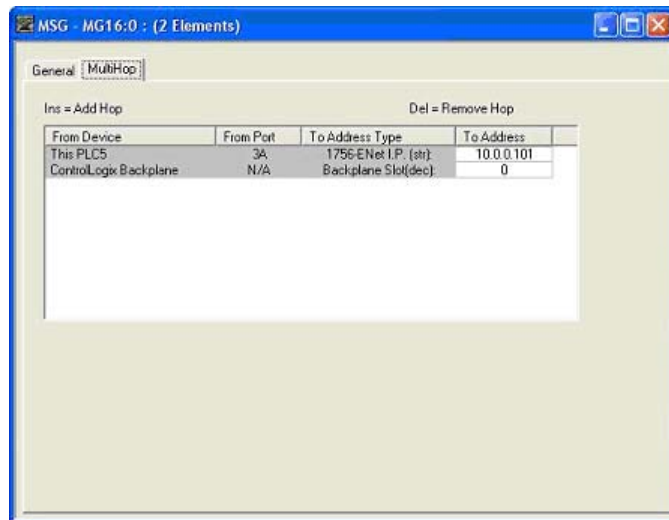 MSG - MG16:0 : (2 Elements)
General MultiHop
Ins = Add Hop Del = Remove Hop
From Device From Port To Address Type To Address
This PLC5 3A 1756-ENet I.P. (str): 10.0.0.101
ControlLogix Backplane N/A Backplane Slot(dec): 0